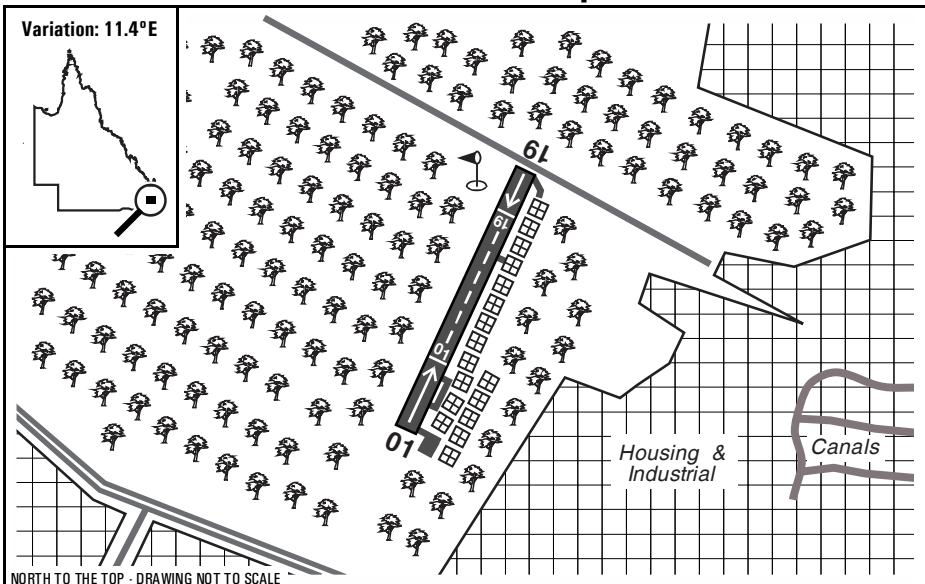 Variation: 11.4°E
19
19
01
01
Housing &
Industrial
Canals
NORTH TO THE TOP - DRAWING NOT TO SCALE